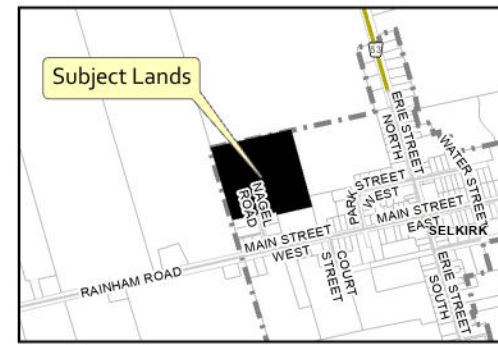 Subject Lands
53
ERIE STREET
NORTH
WATER STREET
NAGEL
ROAD
PARK STREET
WEST
MAIN STREET
EAST
SELKIRK
MAIN STREET
WEST
COURT
STREET
RAINHAM ROAD
ERIE STREET
SOUTH